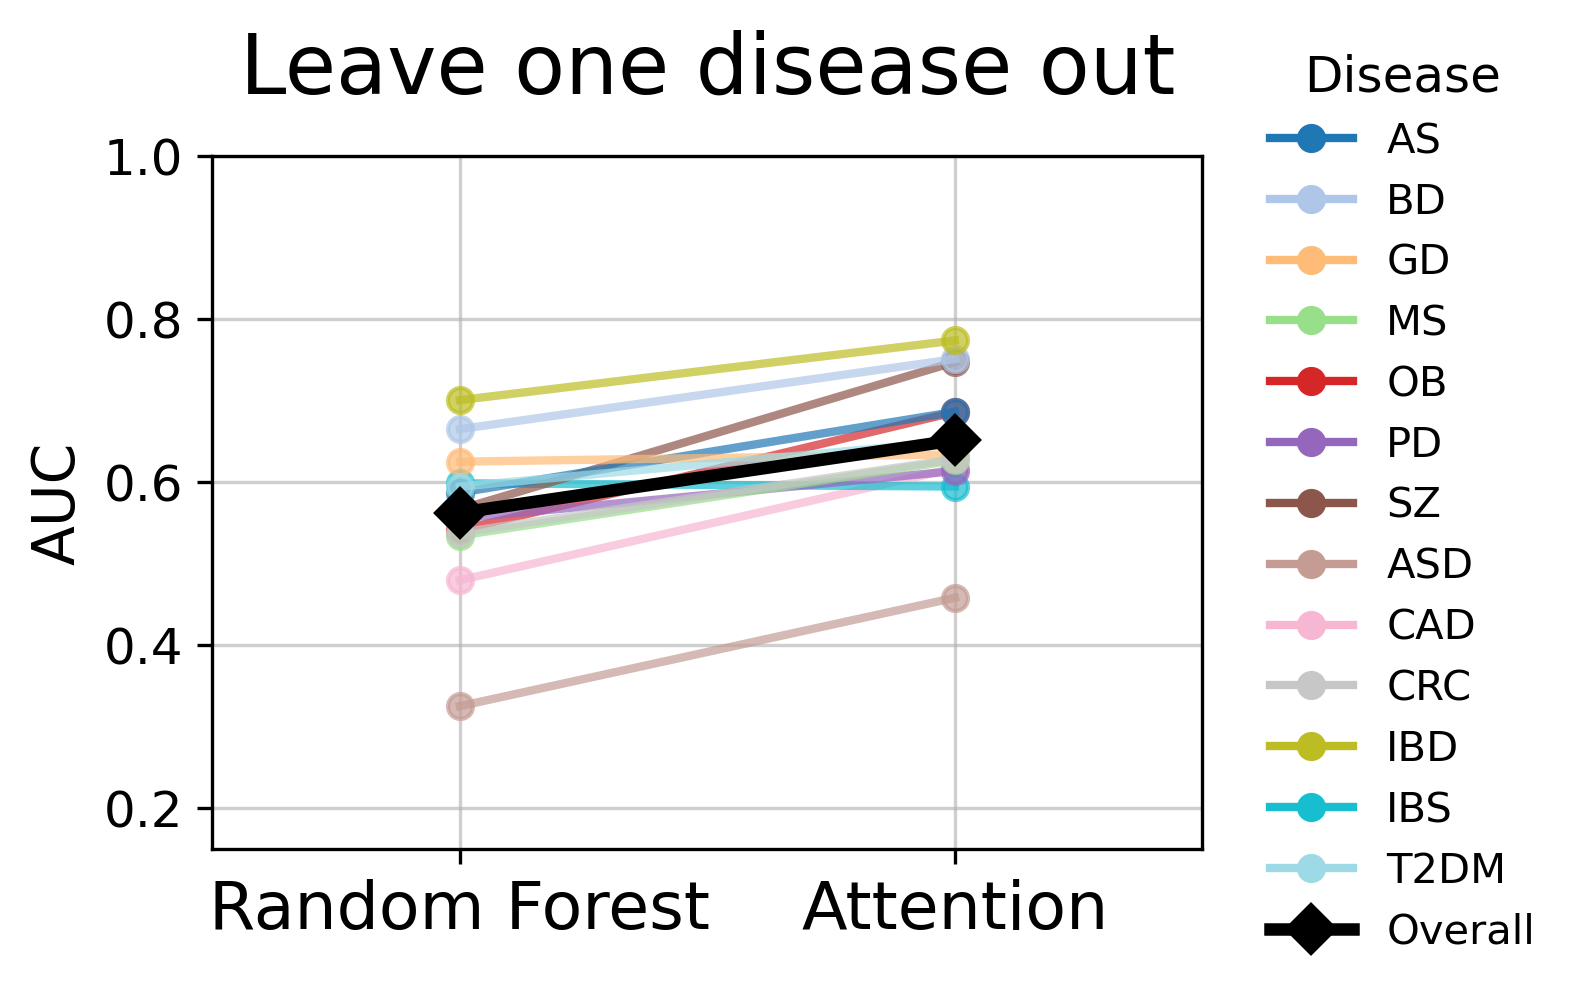 Leave one disease out
AUC
1.0
0.8
0.6
0.4
0.2
Random Forest
Attention
Disease
AS
BD
GD
MS
OB
PD
SZ
ASD
CAD
CRC
IBD
IBS
T2DM
Overall